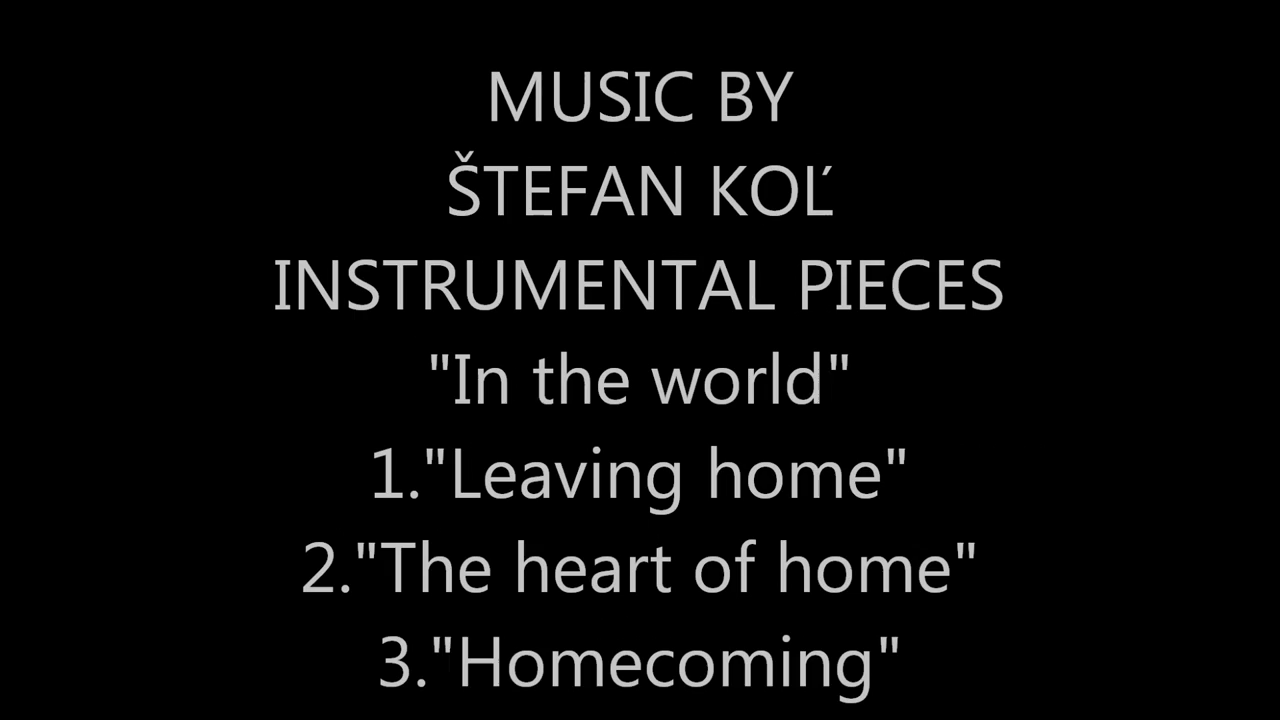 MUSIC BY
ŠTEFAN KOĽ
INSTRUMENTAL PIECES
"In the world"
1."Leaving home"
2."The heart of home"
3."Homecoming"